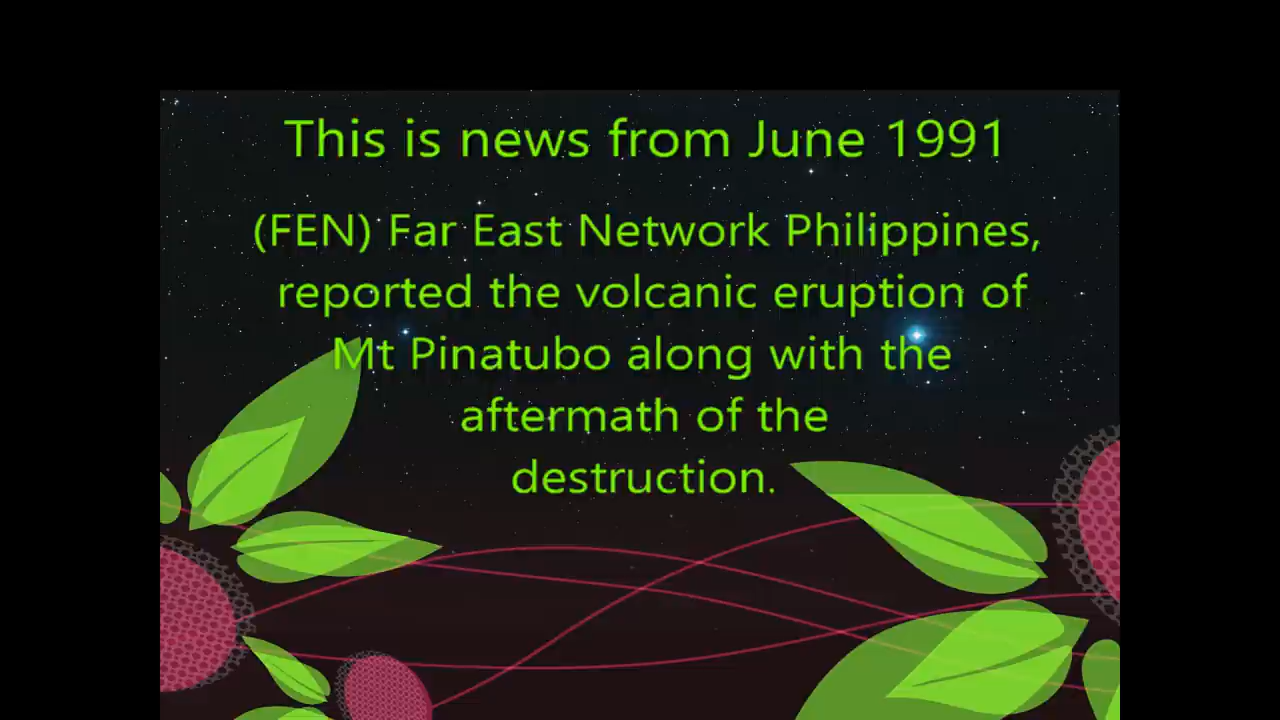 This is news from June 1991
(FEN) Far East Network Philippines,
reported the volcanic eruption of
Mt Pinatubo along with the
aftermath of the
destruction.